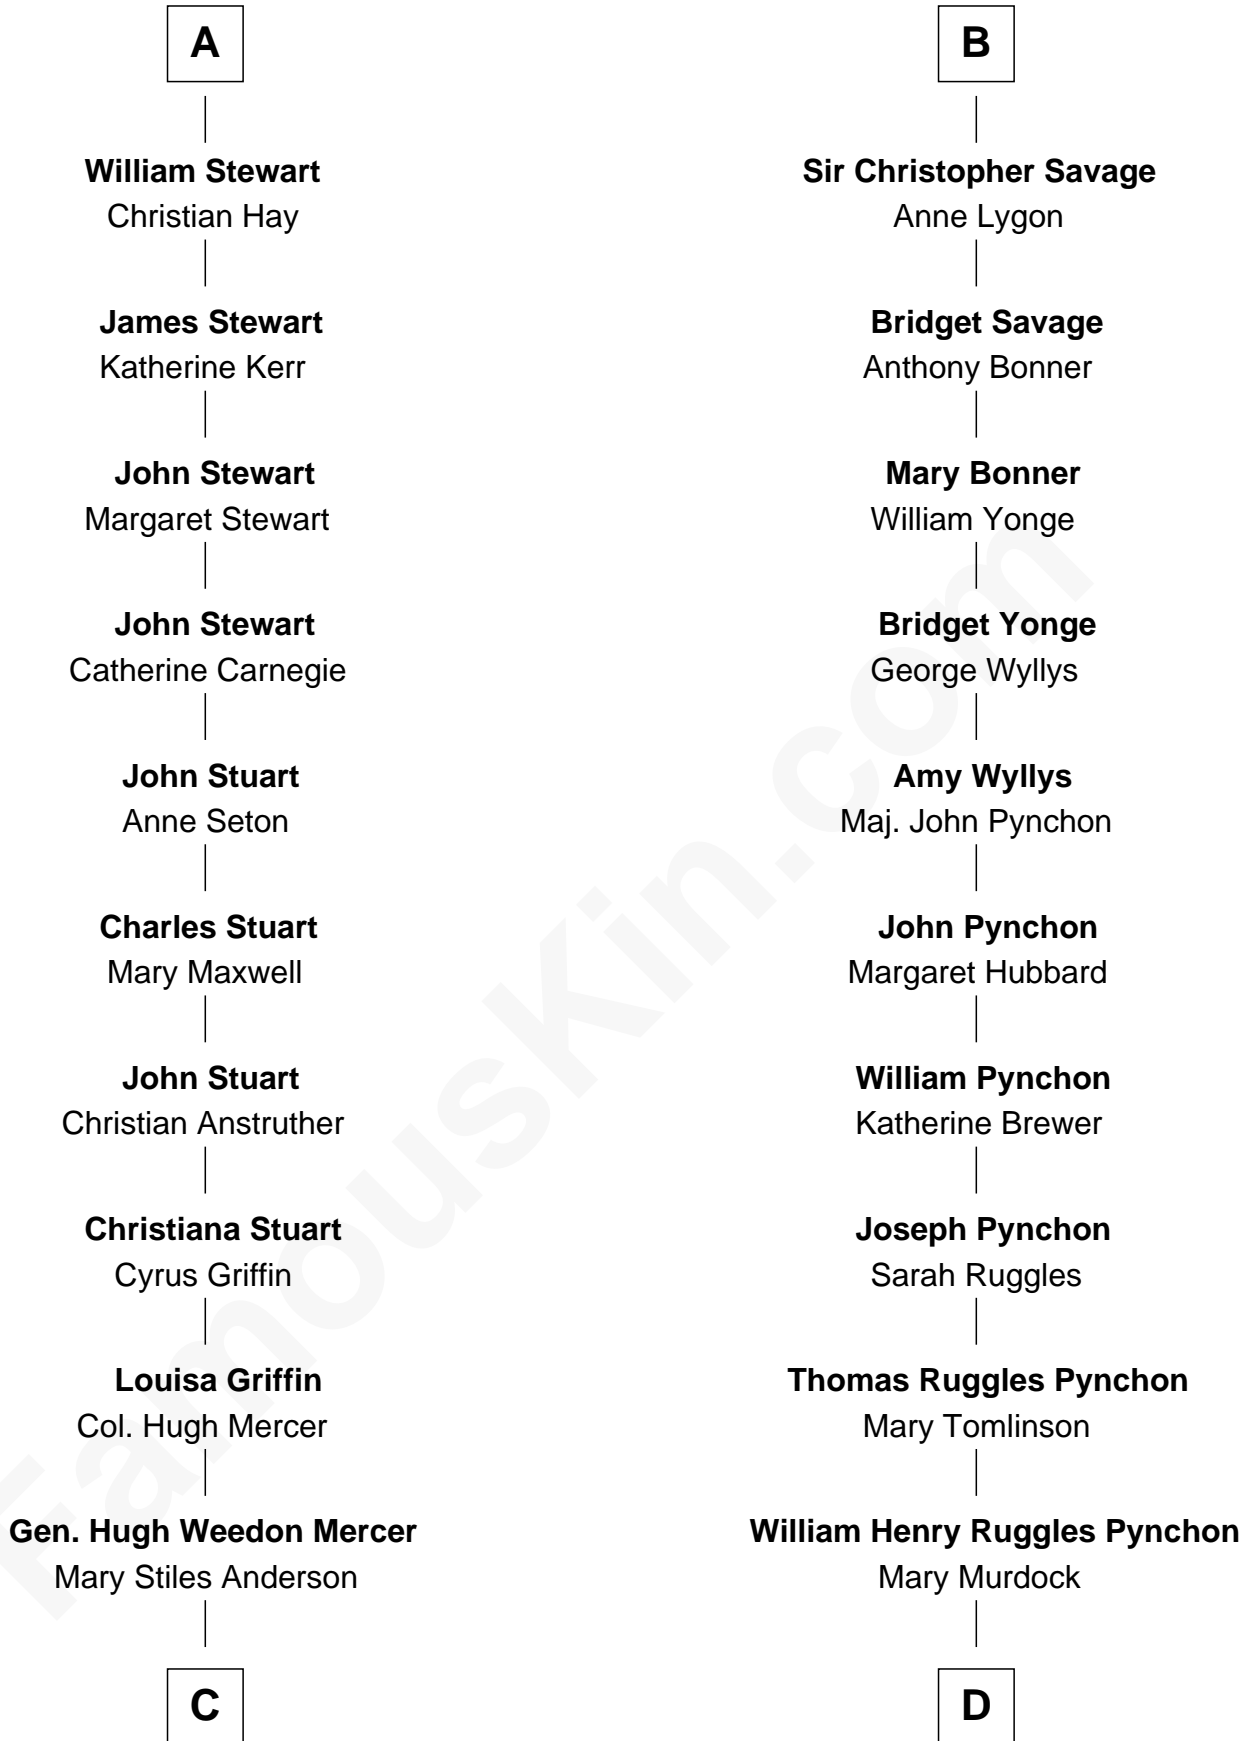 A
William Stewart
Christian Hay
James Stewart
Katherine Kerr
John Stewart
Margaret Stewart
John Stewart
Catherine Carnegie
John Stuart
Anne Seton
Charles Stuart
Mary Maxwell
John Stuart
Christian Anstruther
Christiana Stuart
Cyrus Griffin
Louisa Griffin
Col. Hugh Mercer
Gen. Hugh Weedon Mercer
Mary Stiles Anderson
C
B
Sir Christopher Savage
Anne Lygon
Bridget Savage
Anthony Bonner
Mary Bonner
William Yonge
Bridget Yonge
George Wyllys
Amy Wyllys
Maj. John Pynchon
John Pynchon
Margaret Hubbard
William Pynchon
Katherine Brewer
Joseph Pynchon
Sarah Ruggles
Thomas Ruggles Pynchon
Mary Tomlinson
William Henry Ruggles Pynchon
Mary Murdock
D
FamousKin.com